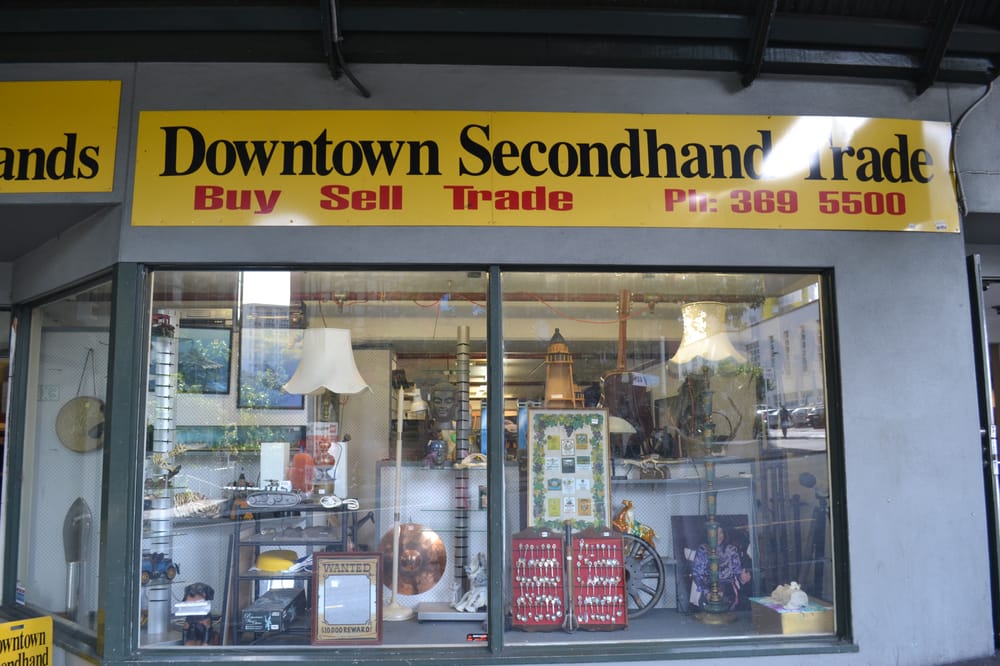 ands
Downtown Secondhand Trade
Buy Sell Trade Ph: 369 5500
WANTED
$10,000 REWARD!
owntown
ondhand